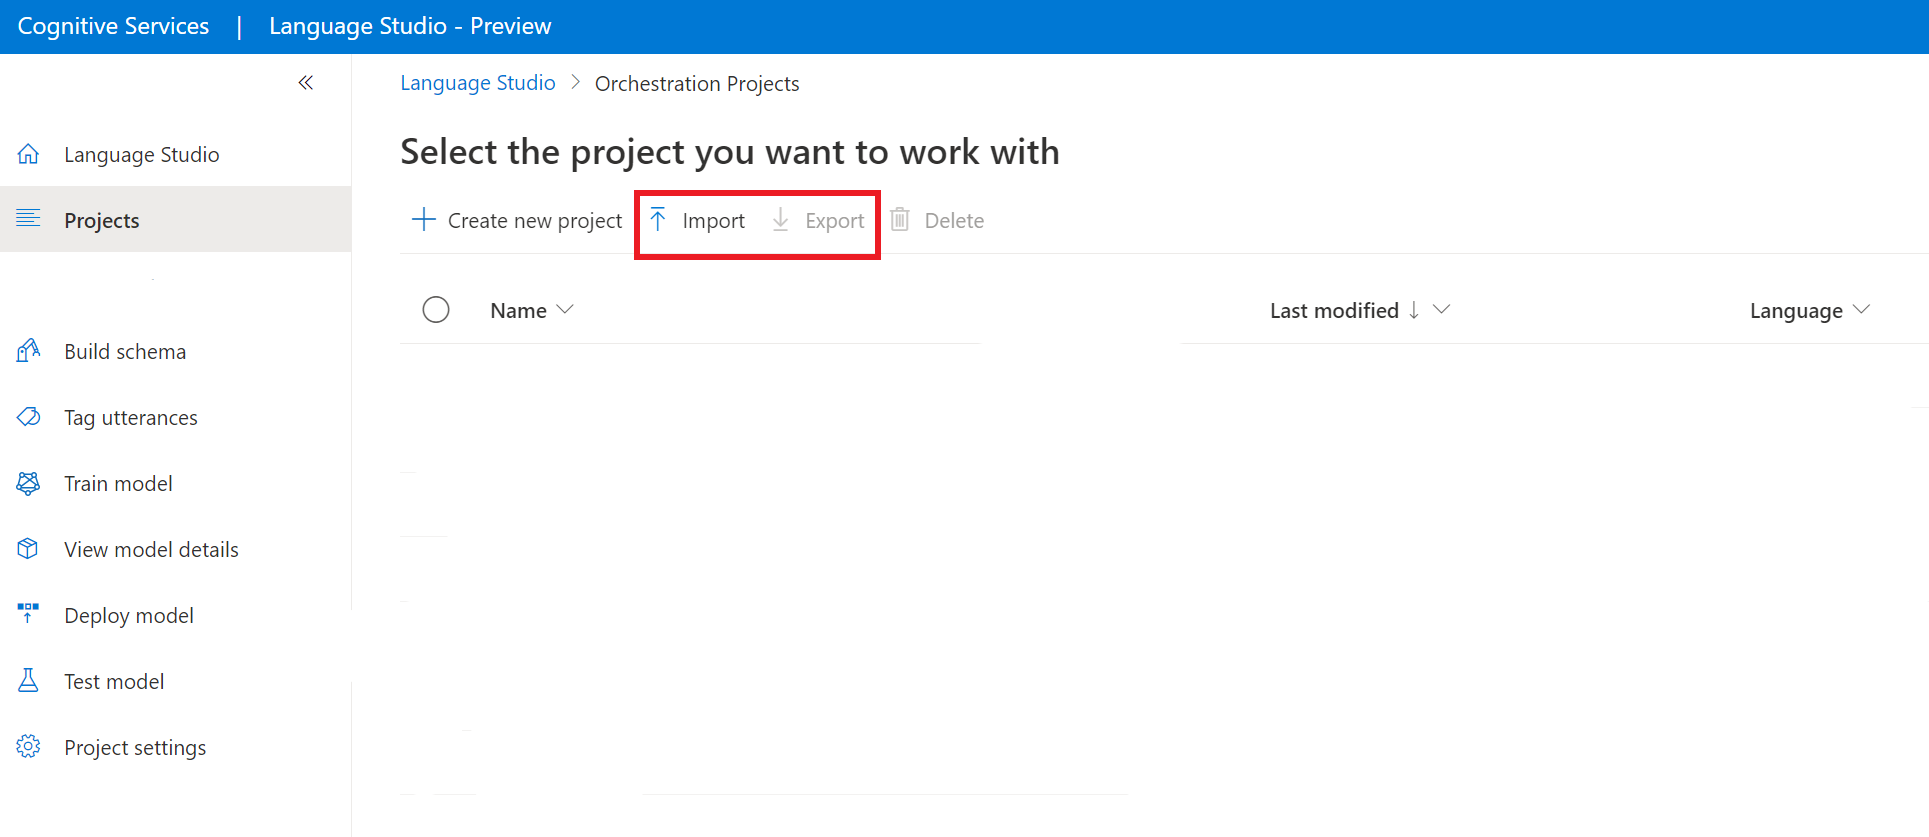 Cognitive Services | Language Studio - Preview
Language Studio > Orchestration Projects
Select the project you want to work with
Create new project Import Export Delete
Name Last modified Language
Language Studio
Projects
Build schema
Tag utterances
Train model
View model details
Deploy model
Test model
Project settings